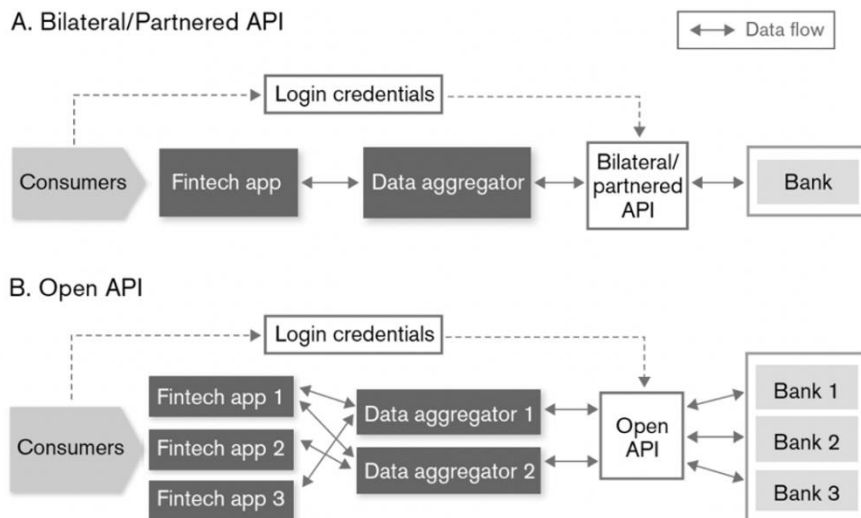 A. Bilateral/Partnered API
Data flow
Login credentials
Consumers
Fintech app
Data aggregator
Bilateral/
partnered
API
Bank
B. Open API
Login credentials
Consumers
Fintech app 1
Fintech app 2
Fintech app 3
Data aggregator 1
Data aggregator 2
Open
API
Bank 1
Bank 2
Bank 3